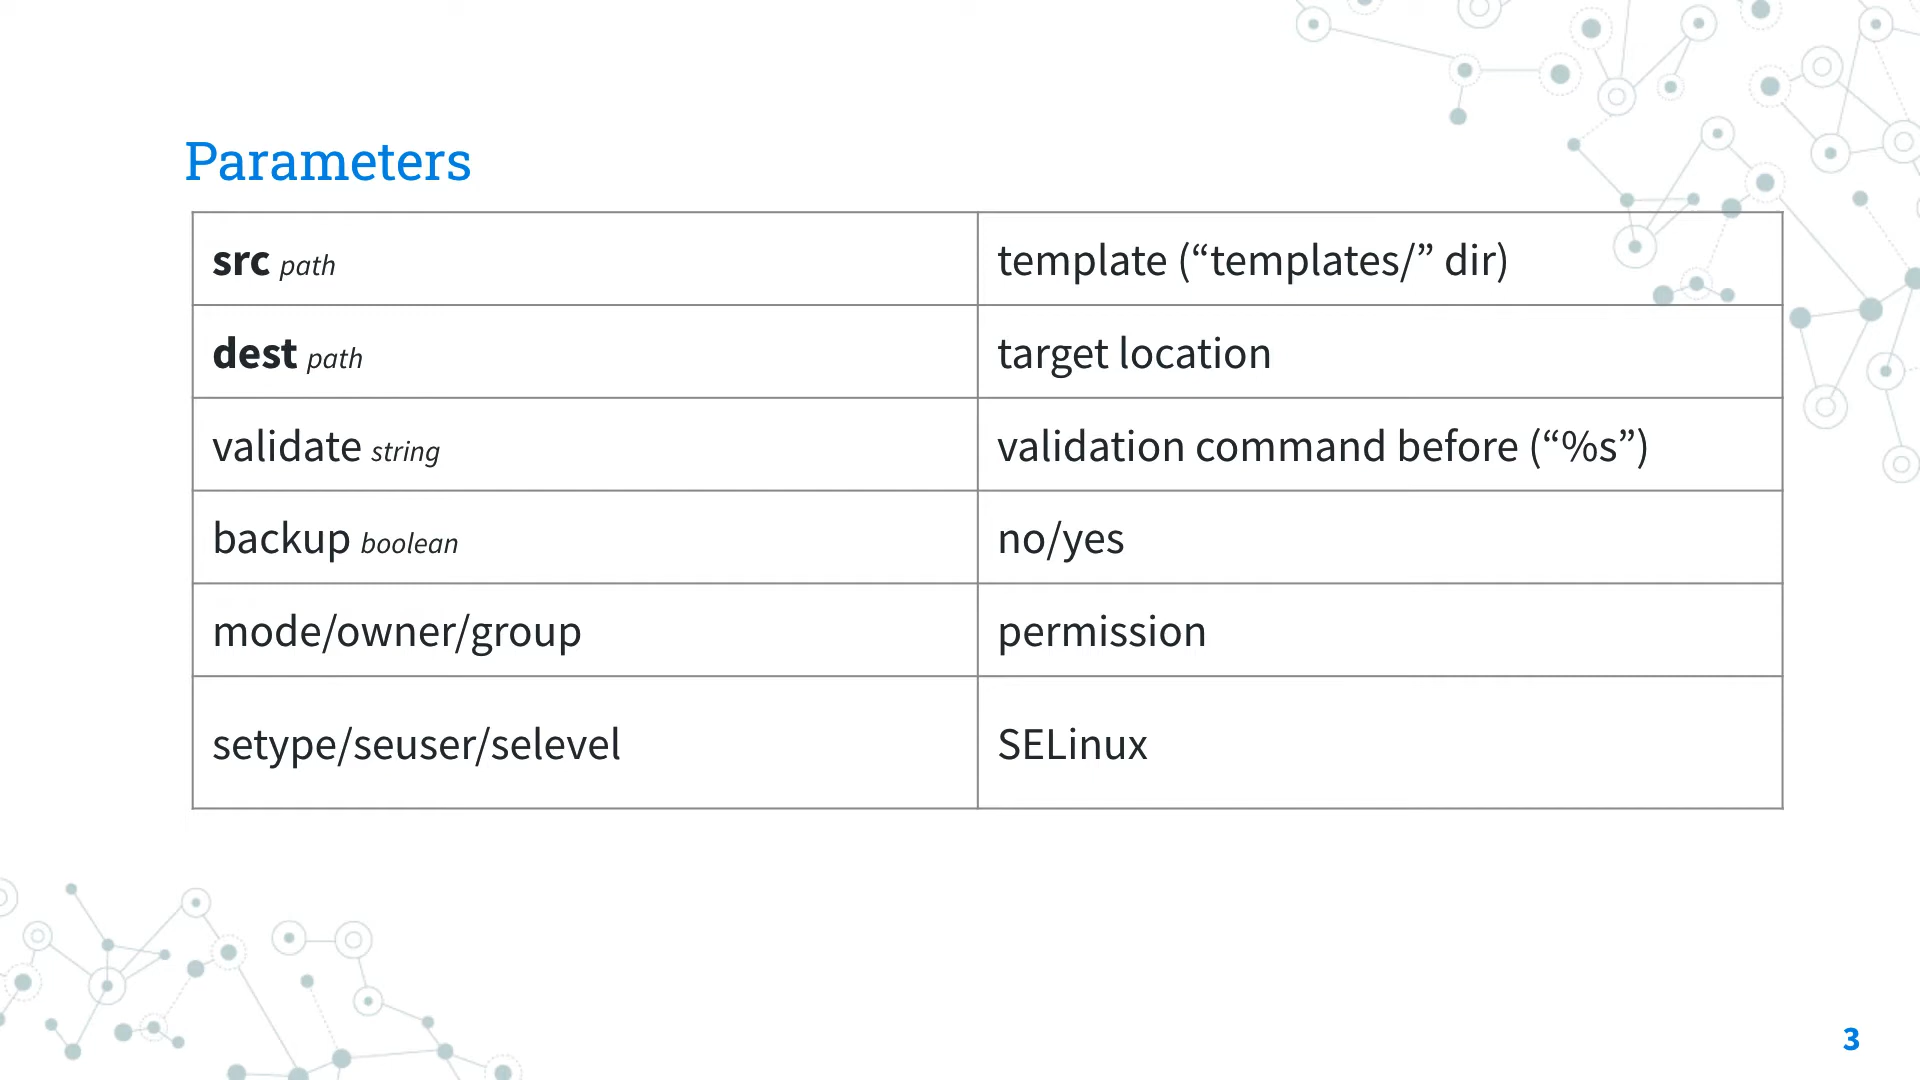 Parameters
src path
template (“templates/” dir)
dest path
target location
validate string
validation command before (“%s”)
backup boolean
no/yes
mode/owner/group
permission
setype/seuser/selevel
SELinux
3